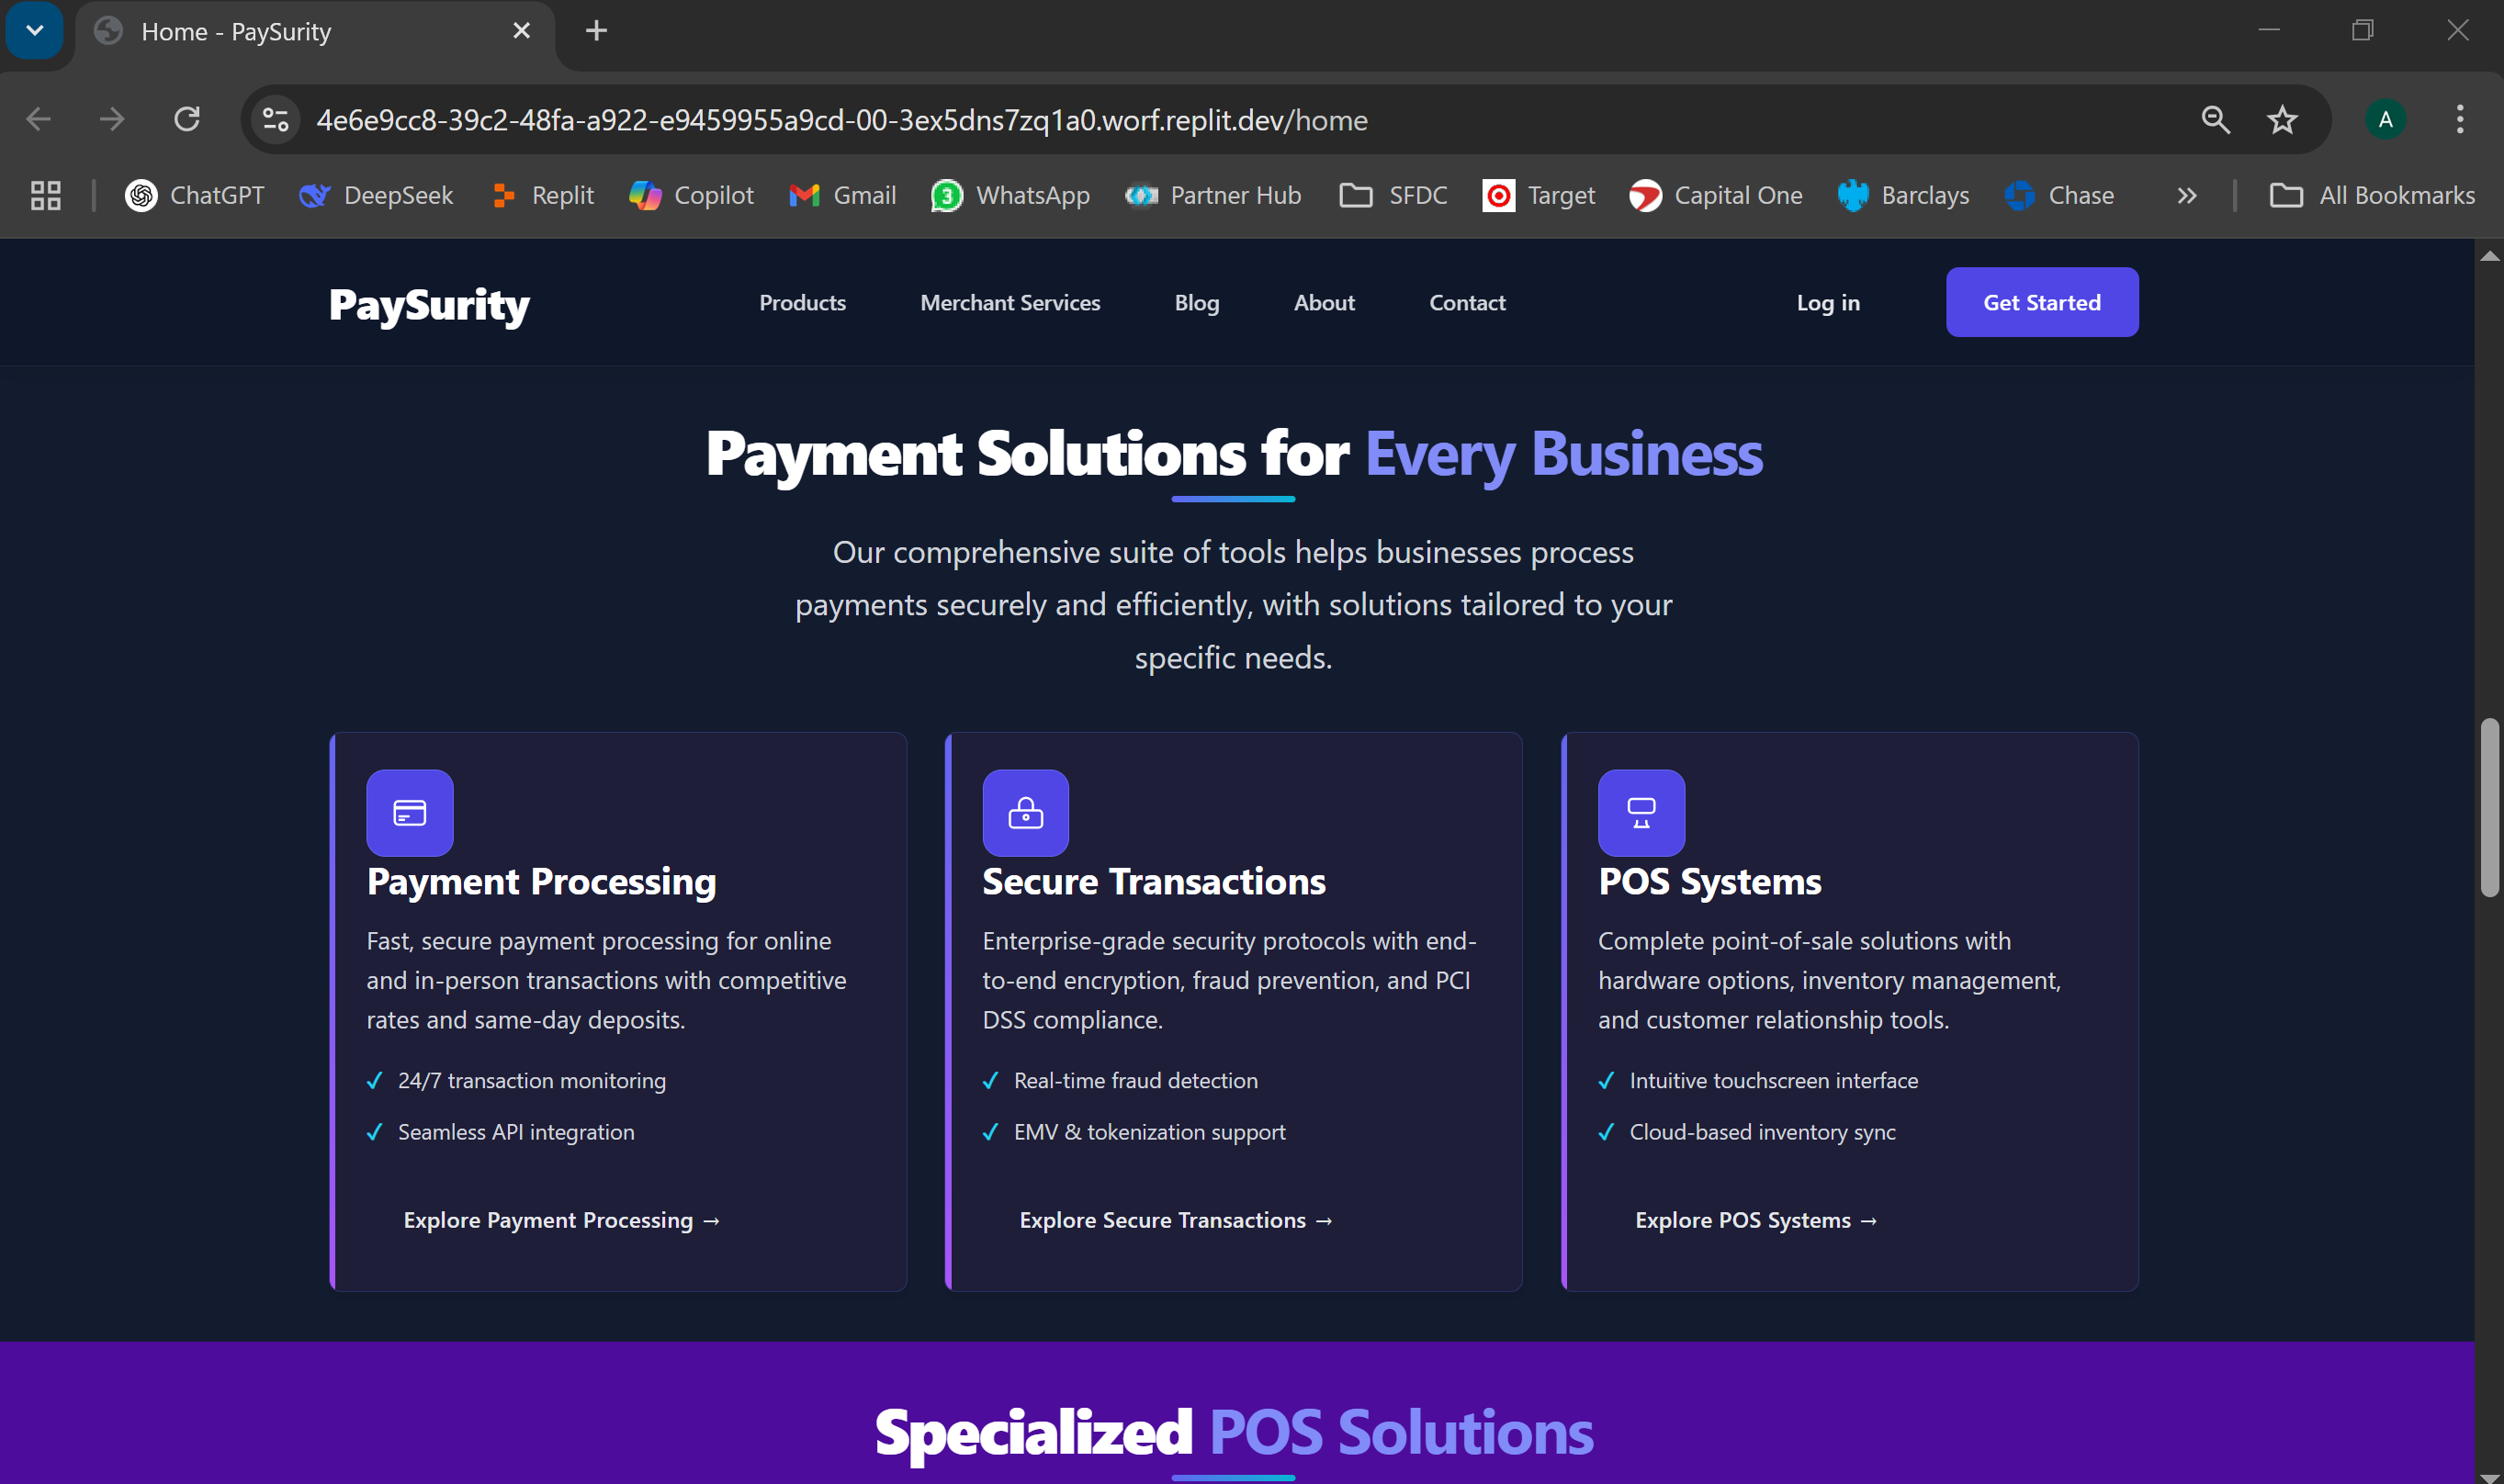 Home - PaySurity
4e6e9cc8-39c2-48fa-a922-e9459955a9cd-00-3ex5dns7zq1a0.worf.replit.dev/home
A
ChatGPT
DeepSeek
Replit
Copilot
Gmail
3
WhatsApp
Partner Hub
SFDC
Target
Capital One
Barclays
Chase
All Bookmarks
PaySurity
Products
Merchant Services
Blog
About
Contact
Log in
Get Started
Payment Solutions for Every Business
Our comprehensive suite of tools helps businesses process
payments securely and efficiently, with solutions tailored to your
specific needs.
Payment Processing
Fast, secure payment processing for online
and in-person transactions with competitive
rates and same-day deposits.
✓ 24/7 transaction monitoring
✓ Seamless API integration
Explore Payment Processing →
Secure Transactions
Enterprise-grade security protocols with end-
to-end encryption, fraud prevention, and PCI
DSS compliance.
✓ Real-time fraud detection
✓ EMV & tokenization support
Explore Secure Transactions →
POS Systems
Complete point-of-sale solutions with
hardware options, inventory management,
and customer relationship tools.
✓ Intuitive touchscreen interface
✓ Cloud-based inventory sync
Explore POS Systems →
Specialized POS Solutions